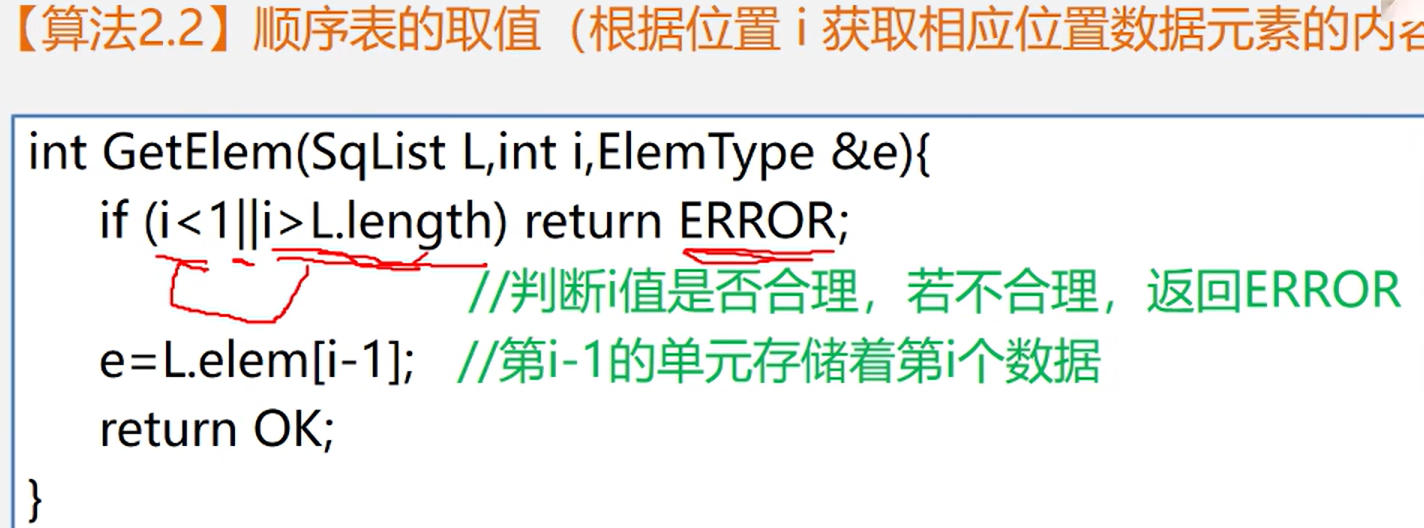 【算法2.2】顺序表的取值（根据位置 i 获取相应位置数据元素的内容
int GetElem(SqList L,int i,ElemType &e){
if (i<1||i>L.length) return ERROR;
//判断i值是否合理，若不合理，返回ERROR
e=L.elem[i-1]; //第i-1的单元存储着第i个数据
return OK;
}